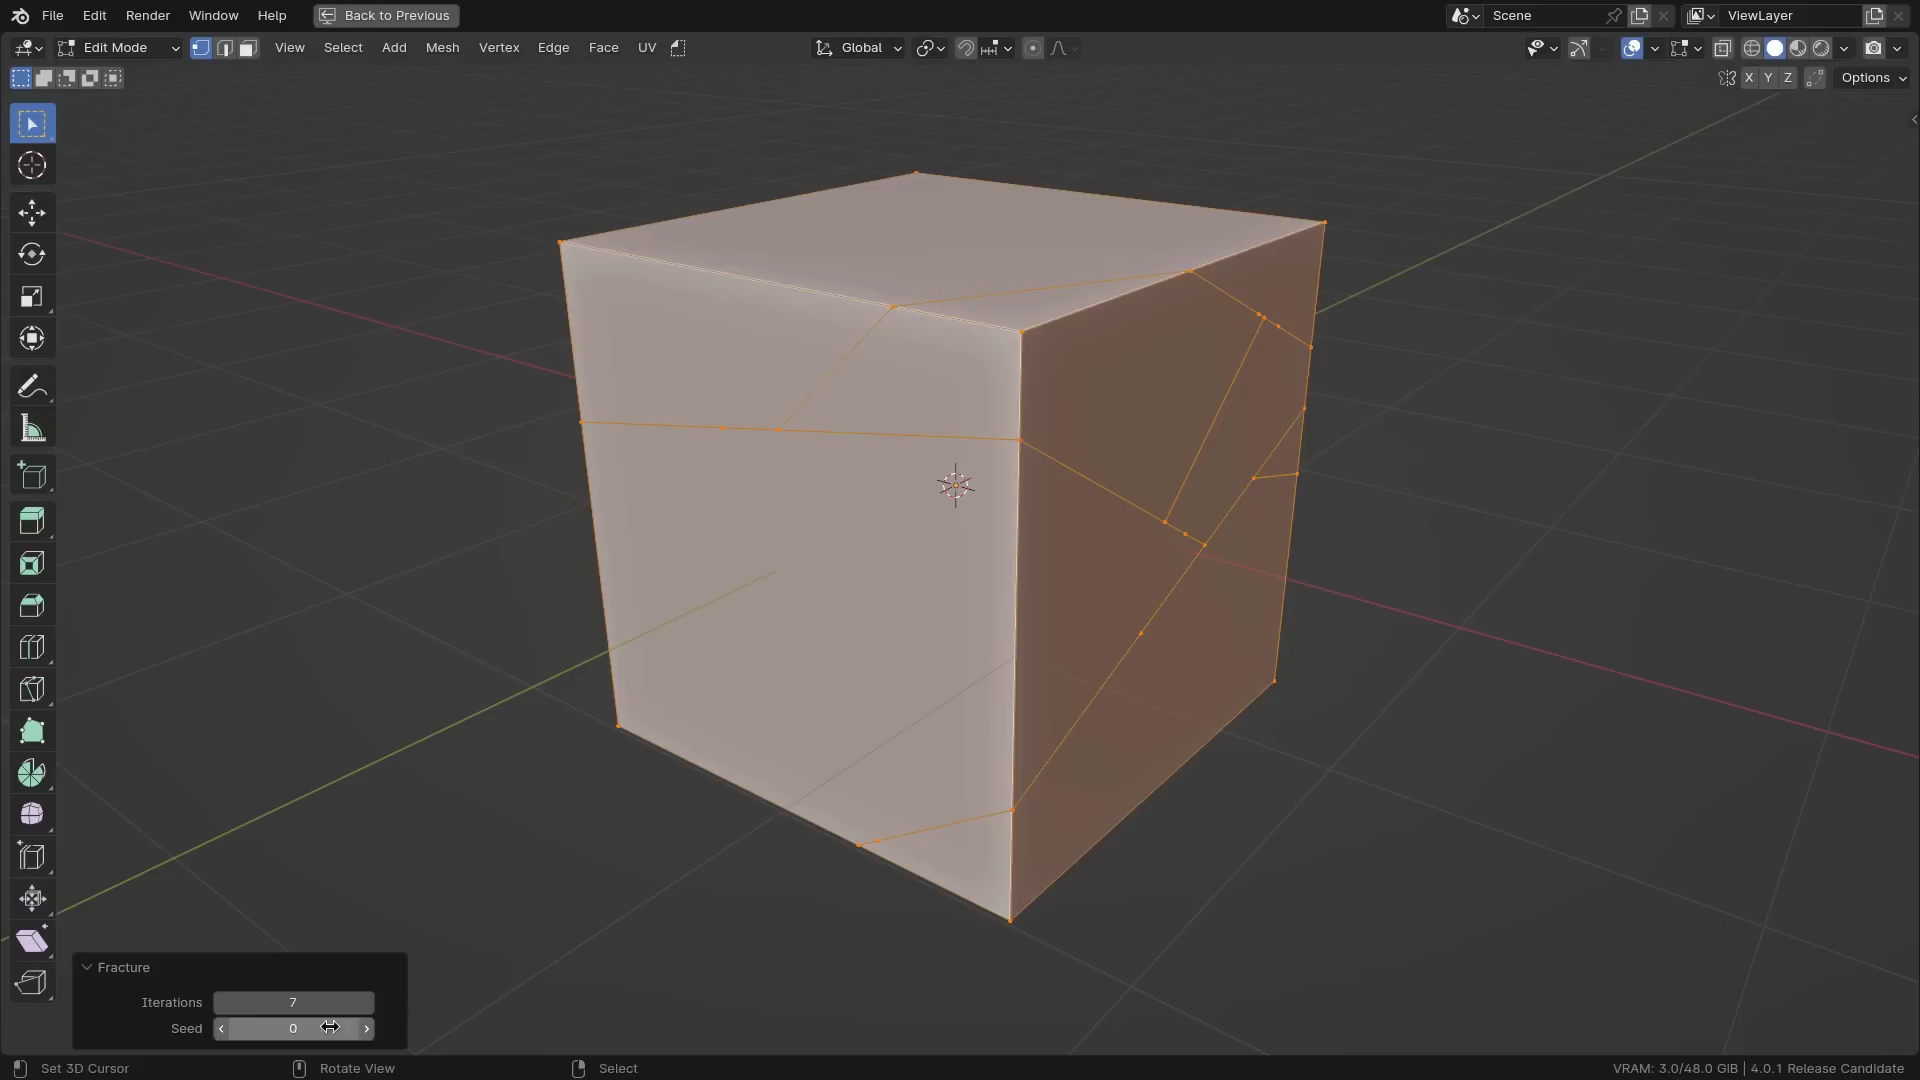 File Edit Render Window Help Back to Previous Scene ViewLayer
Edit Mode View Select Add Mesh Vertex Edge Face UV Global
X Y Z Options
Fracture
Iterations 7
Seed 0
Set 3D Cursor Rotate View Select VRAM: 3.0/48.0 GiB | 4.0.1 Release Candidate